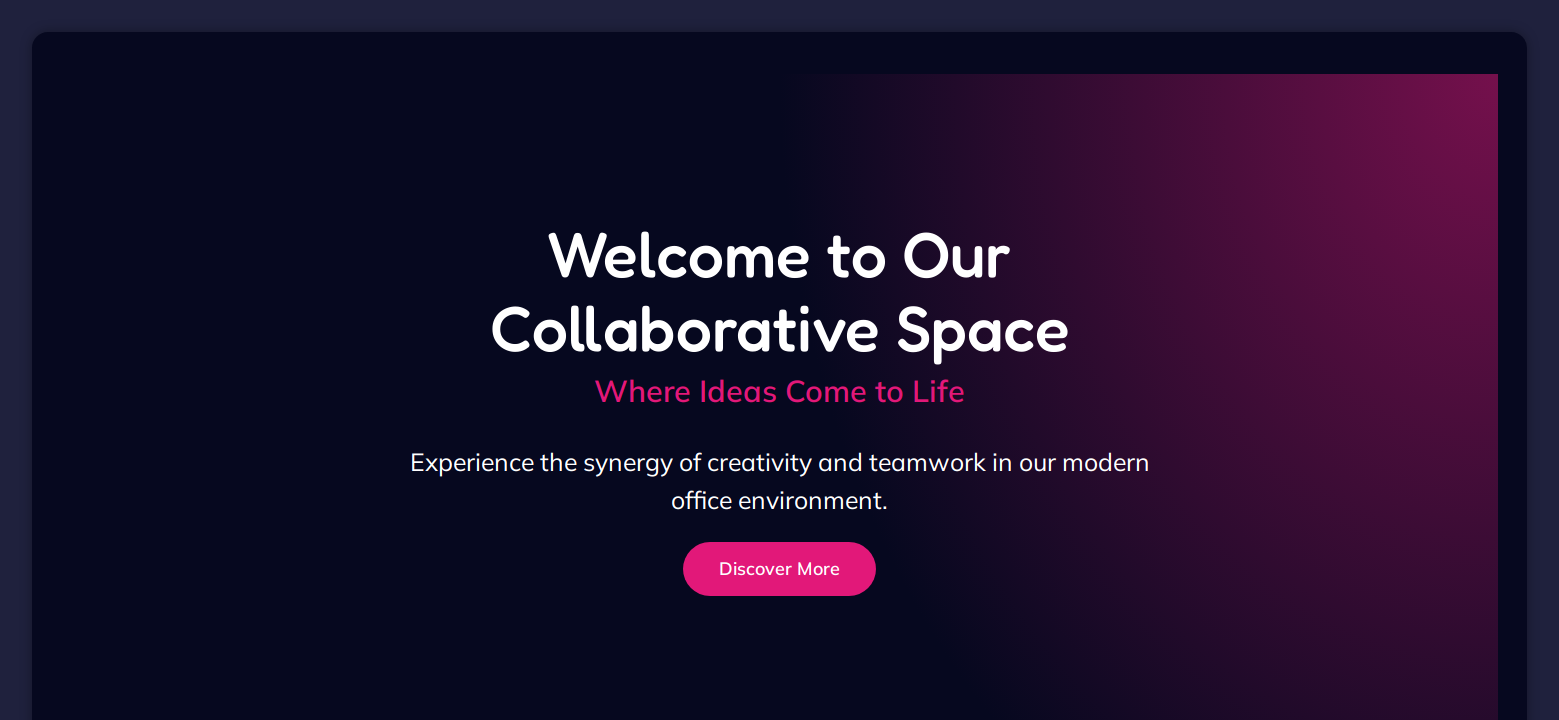 Welcome to Our
Collaborative Space
Where Ideas Come to Life
Experience the synergy of creativity and teamwork in our modern
office environment.
Discover More